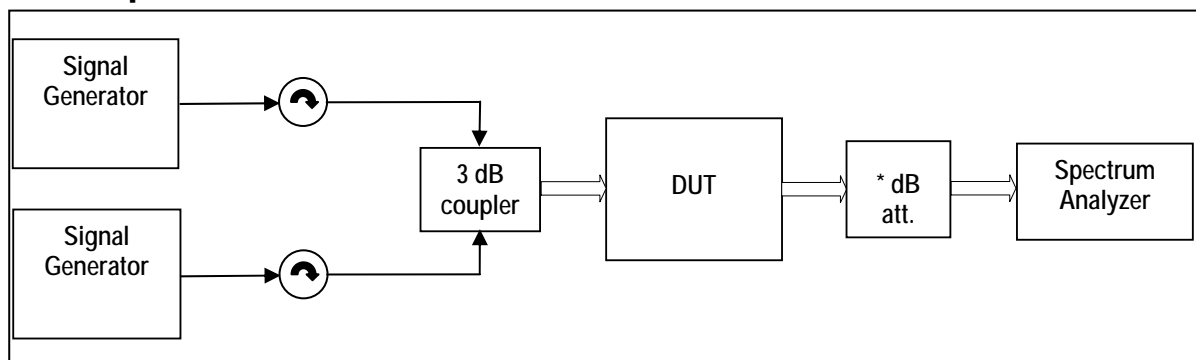 Signal
Generator
3 dB
coupler
DUT
* dB
att.
Spectrum
Analyzer
Signal
Generator